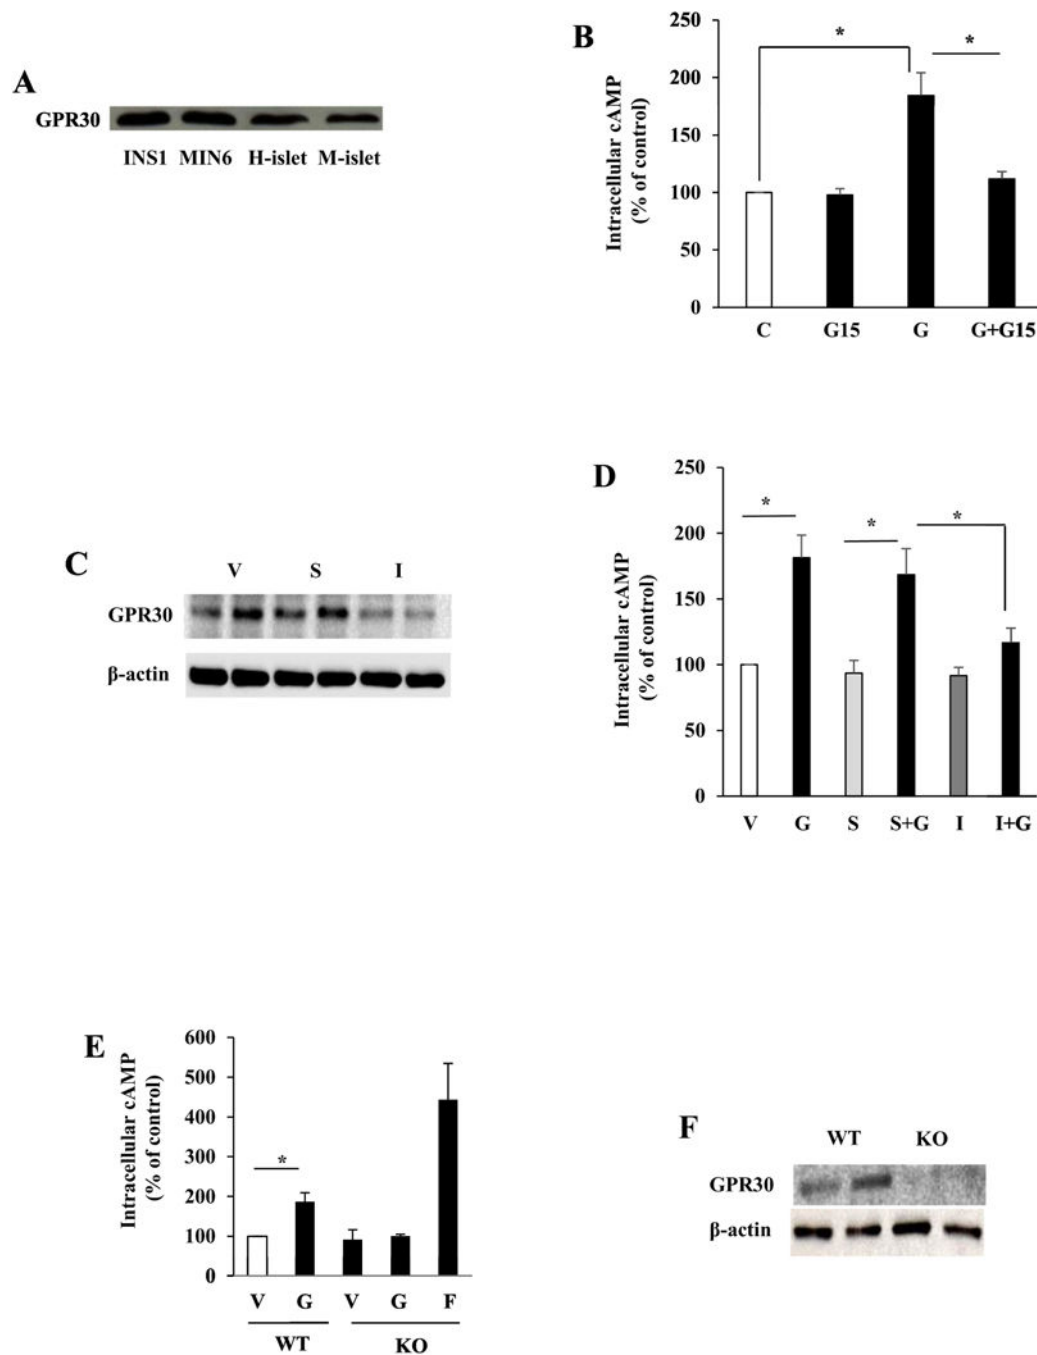 A
GPR30
INS1 MIN6 H-islet M-islet
B
Intracellular cAMP
(% of control)
250
200
150
100
50
0
* *
C G15 G G+G15
C
V S I
GPR30
β-actin
D
Intracellular cAMP
(% of control)
250
200
150
100
50
0
* * *
V G S S+G I I+G
E
Intracellular cAMP
(% of control)
600
500
400
300
200
100
0
*
V G V G F
WT KO
F
WT KO
GPR30
β-actin